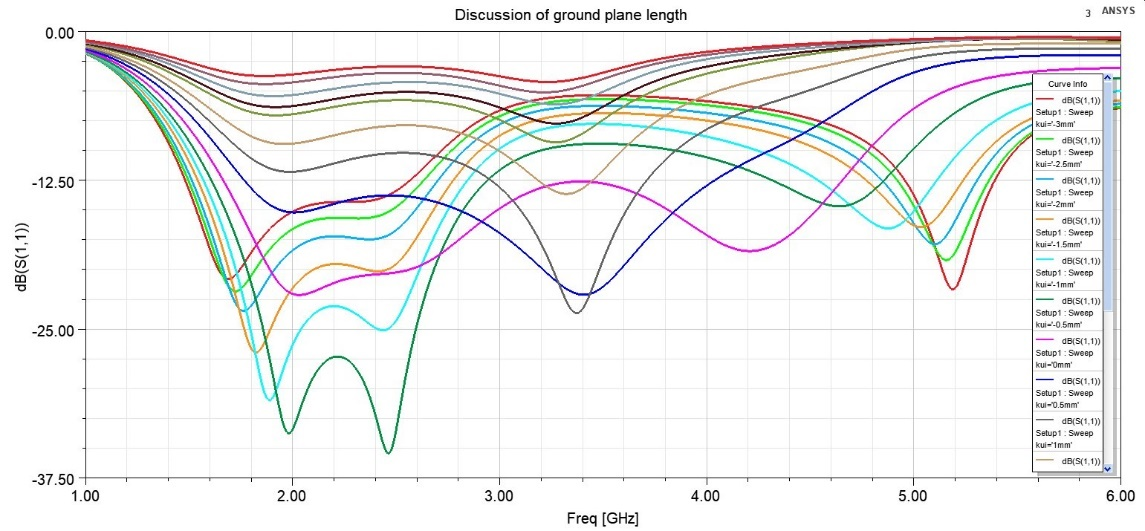 Discussion of ground plane length
3 ANSYS
0.00
-12.50
-25.00
-37.50
dB(S(1,1))
1.00 2.00 3.00 4.00 5.00 6.00
Freq [GHz]
Curve Info
dB(S(1,1))
Setup1 : Sweep
kui='-3mm'
dB(S(1,1))
Setup1 : Sweep
kui='-2.5mm'
dB(S(1,1))
Setup1 : Sweep
kui='-2mm'
dB(S(1,1))
Setup1 : Sweep
kui='-1.5mm'
dB(S(1,1))
Setup1 : Sweep
kui='-1mm'
dB(S(1,1))
Setup1 : Sweep
kui='-0.5mm'
dB(S(1,1))
Setup1 : Sweep
kui='0mm'
dB(S(1,1))
Setup1 : Sweep
kui='0.5mm'
dB(S(1,1))
Setup1 : Sweep
kui='1mm'
dB(S(1,1))